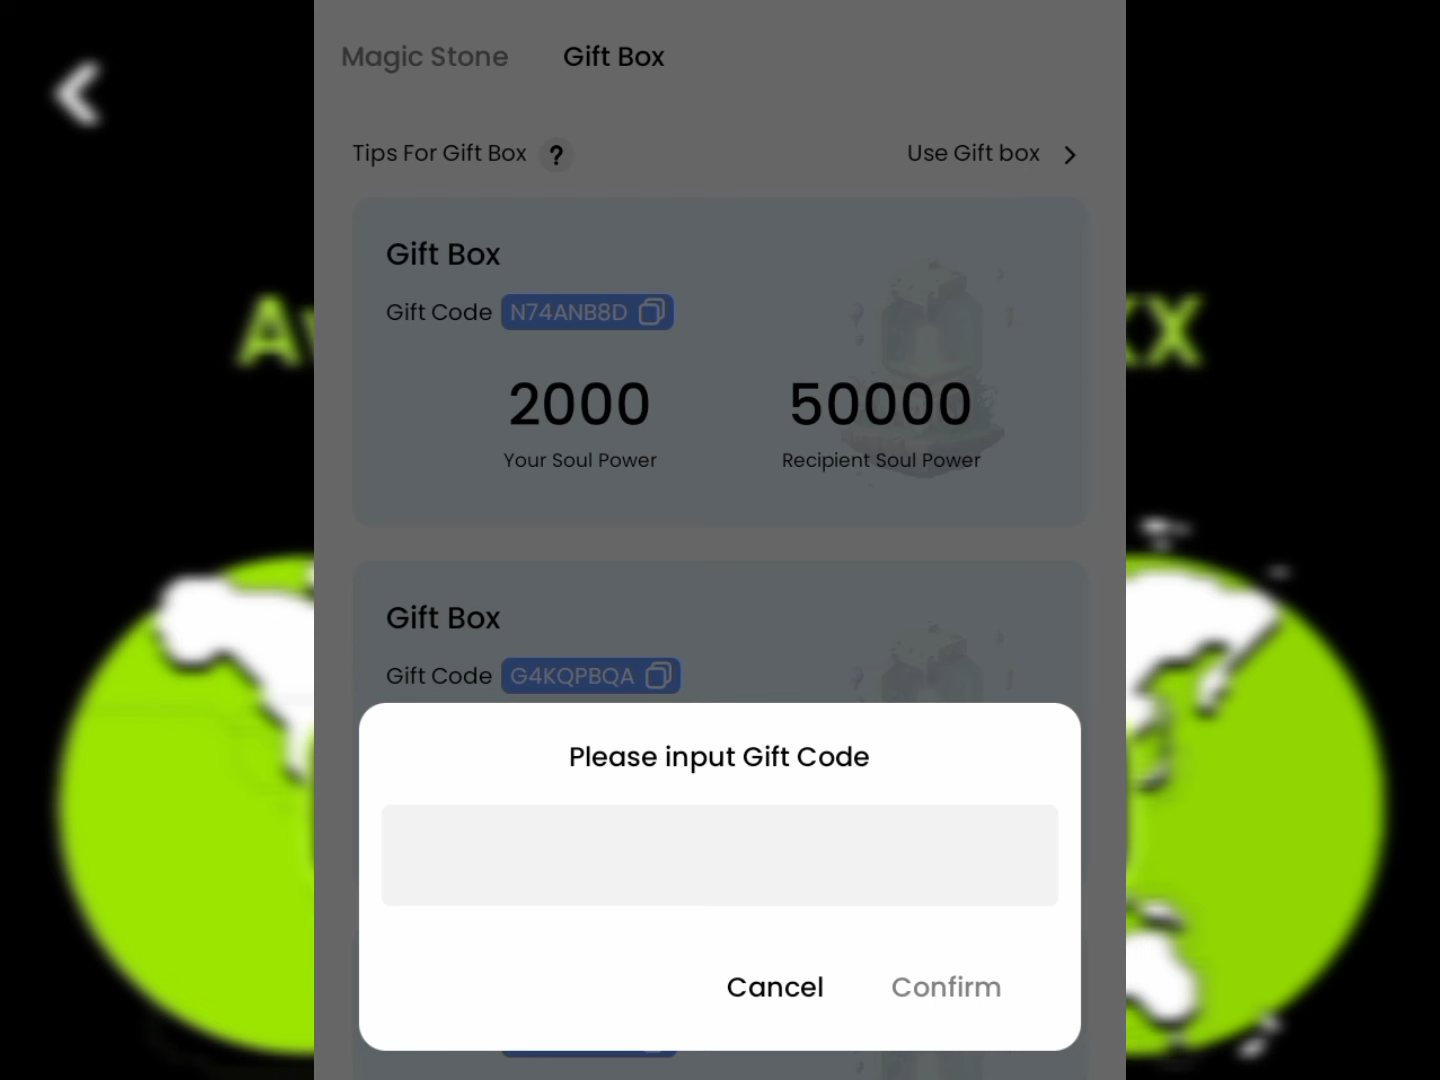 Magic Stone Gift Box
Tips For Gift Box ? Use Gift box
Gift Box
Gift Code N74ANB8D
2000 50000
Your Soul Power Recipient Soul Power
Gift Box
Gift Code G4KQPBQA
Please input Gift Code
Cancel Confirm